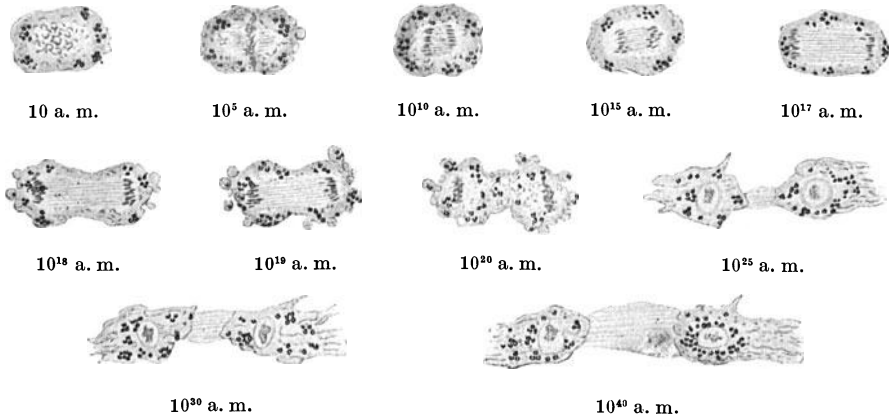 10 a. m. 10⁵ a. m. 10¹⁰ a. m. 10¹⁵ a. m. 10¹⁷ a. m.
10¹⁸ a. m. 10¹⁹ a. m. 10²⁰ a. m. 10²⁵ a. m.
10³⁰ a. m. 10⁴⁰ a. m.